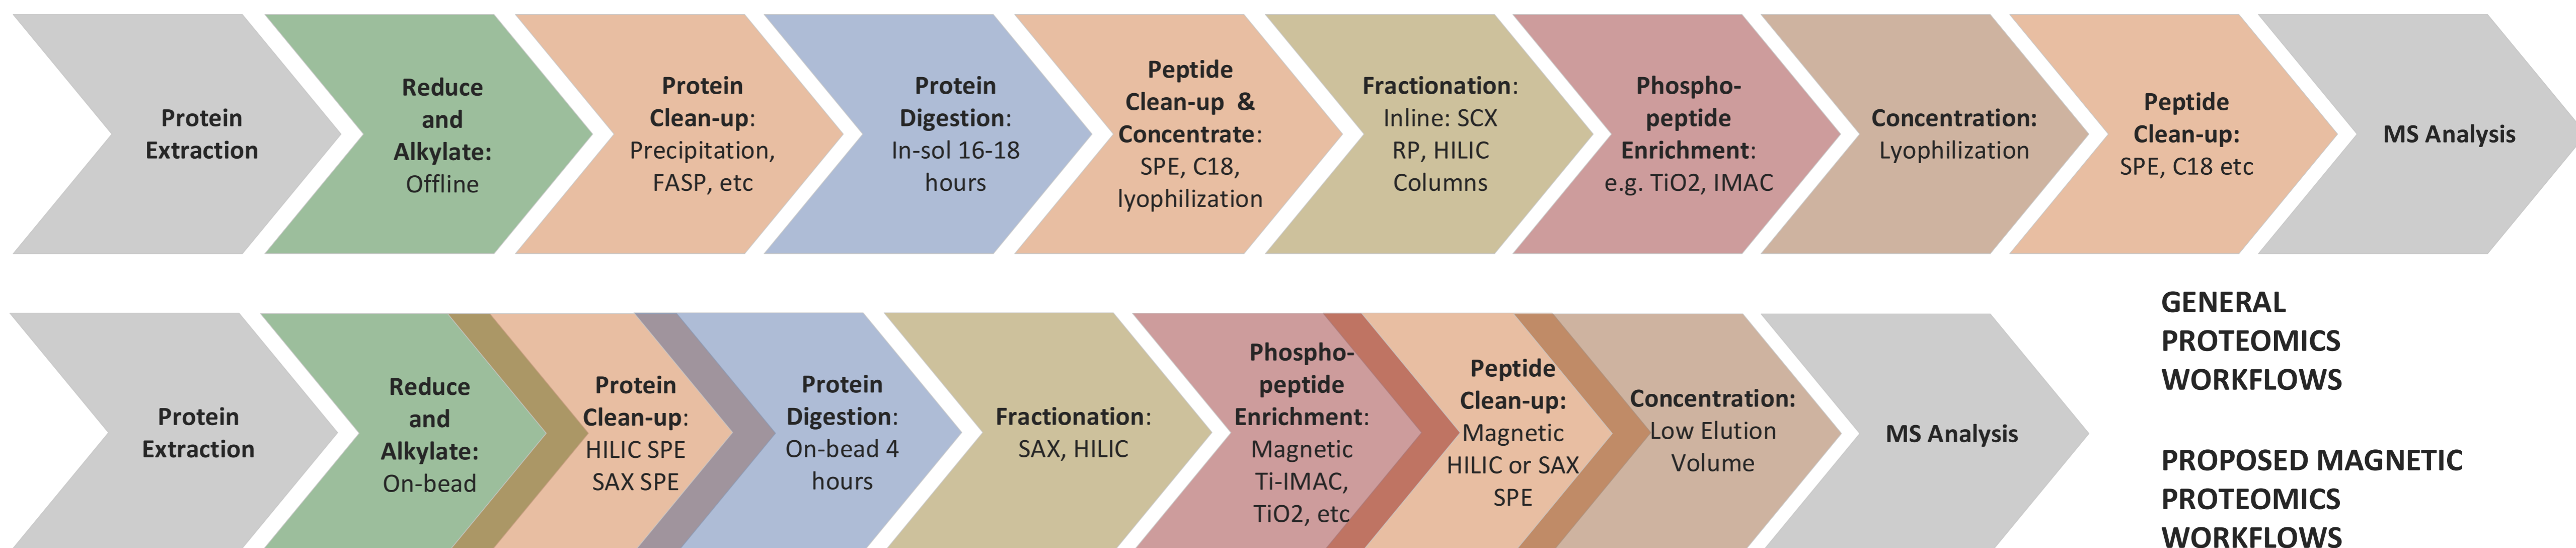 Protein
Extraction
Reduce
and
Alkylate:
Offline
Protein
Clean-up:
Precipitation,
FASP, etc
Protein
Digestion:
In-sol 16-18
hours
Peptide
Clean-up &
Concentrate:
SPE, C18,
lyophilization
Fractionation:
Inline: SCX
RP, HILIC
Columns
Phospho-
peptide
Enrichment:
e.g. TiO2, IMAC
Concentration:
Lyophilization
Peptide
Clean-up:
SPE, C18 etc
MS Analysis
Protein
Extraction
Reduce
and
Alkylate:
On-bead
Protein
Clean-up:
HILIC SPE
SAX SPE
Protein
Digestion:
On-bead 4
hours
Fractionation:
SAX, HILIC
Phospho-
peptide
Enrichment:
Magnetic
Ti-IMAC,
TiO2, etc
Peptide
Clean-up:
Magnetic
HILIC or SAX
SPE
Concentration:
Low Elution
Volume
MS Analysis
GENERAL
PROTEOMICS
WORKFLOWS
PROPOSED MAGNETIC
PROTEOMICS
WORKFLOWS